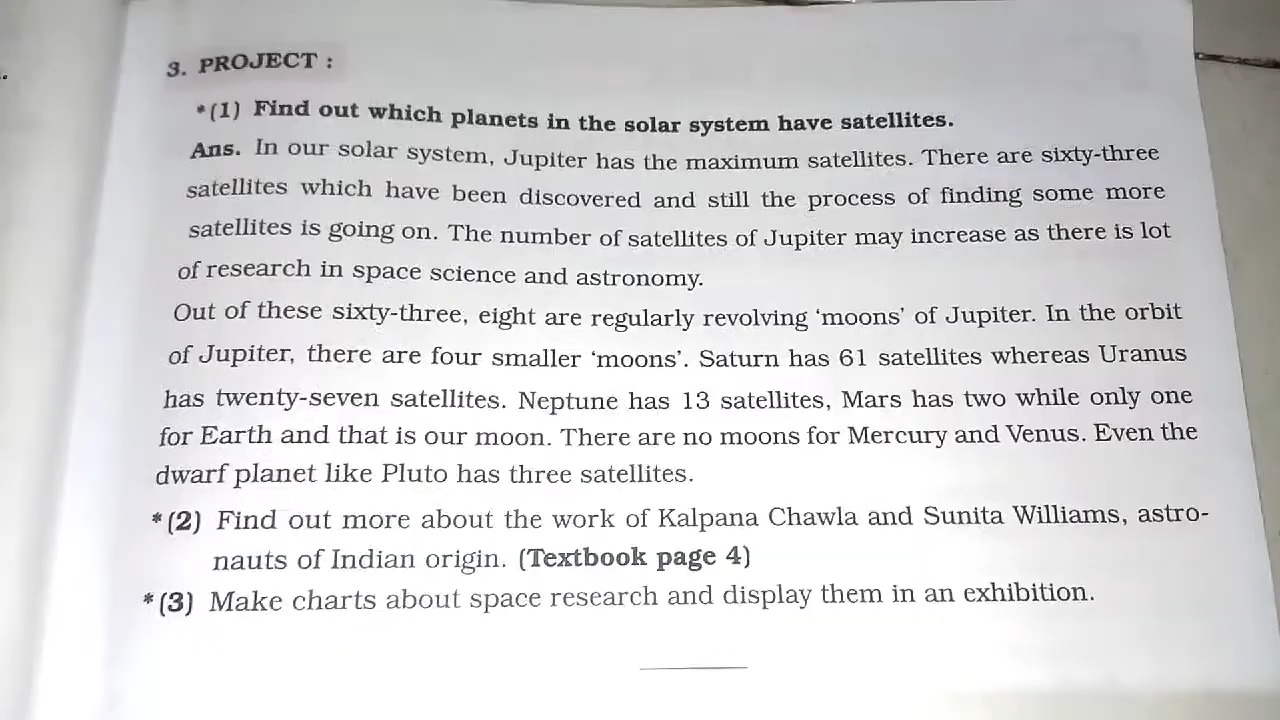 3. PROJECT :
*(1) Find out which planets in the solar system have satellites.
Ans. In our solar system, Jupiter has the maximum satellites. There are sixty-three
satellites which have been discovered and still the process of finding some more
satellites is going on. The number of satellites of Jupiter may increase as there is lot
of research in space science and astronomy.
Out of these sixty-three, eight are regularly revolving ‘moons’ of Jupiter. In the orbit
of Jupiter, there are four smaller ‘moons’. Saturn has 61 satellites whereas Uranus
has twenty-seven satellites. Neptune has 13 satellites, Mars has two while only one
for Earth and that is our moon. There are no moons for Mercury and Venus. Even the
dwarf planet like Pluto has three satellites.
*(2) Find out more about the work of Kalpana Chawla and Sunita Williams, astro-
nauts of Indian origin. (Textbook page 4)
*(3) Make charts about space research and display them in an exhibition.